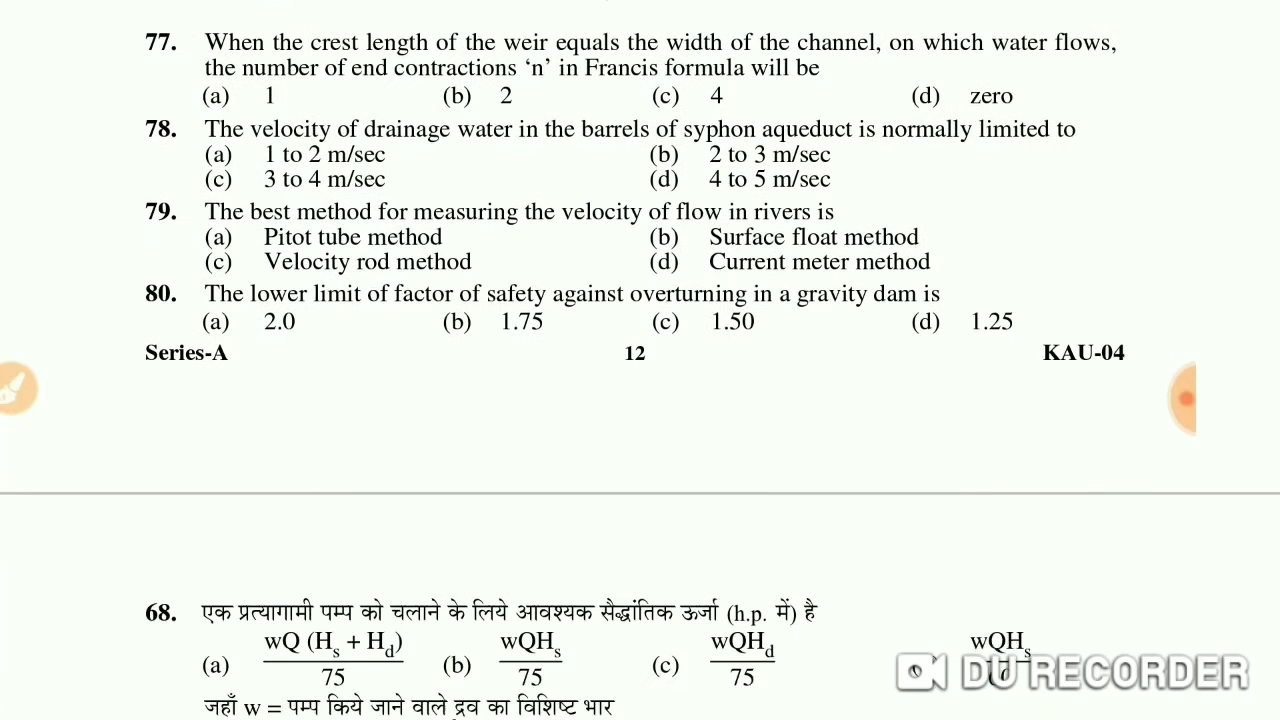 77. When the crest length of the weir equals the width of the channel, on which water flows,
the number of end contractions ‘n’ in Francis formula will be
(a) 1 (b) 2 (c) 4 (d) zero
78. The velocity of drainage water in the barrels of syphon aqueduct is normally limited to
(a) 1 to 2 m/sec (b) 2 to 3 m/sec
(c) 3 to 4 m/sec (d) 4 to 5 m/sec
79. The best method for measuring the velocity of flow in rivers is
(a) Pitot tube method (b) Surface float method
(c) Velocity rod method (d) Current meter method
80. The lower limit of factor of safety against overturning in a gravity dam is
(a) 2.0 (b) 1.75 (c) 1.50 (d) 1.25
Series-A 12 KAU-04
68. एक प्रत्यागामी पम्प को चलाने के लिये आवश्यक सैद्धांतिक ऊर्जा (h.p. में) है
(a) wQ (Hs + Hd)/75 (b) wQHs/75 (c) wQHd/75 wQHs
DU RECORDER
जहाँ w = पम्प किये जाने वाले द्रव का विशिष्ट भार